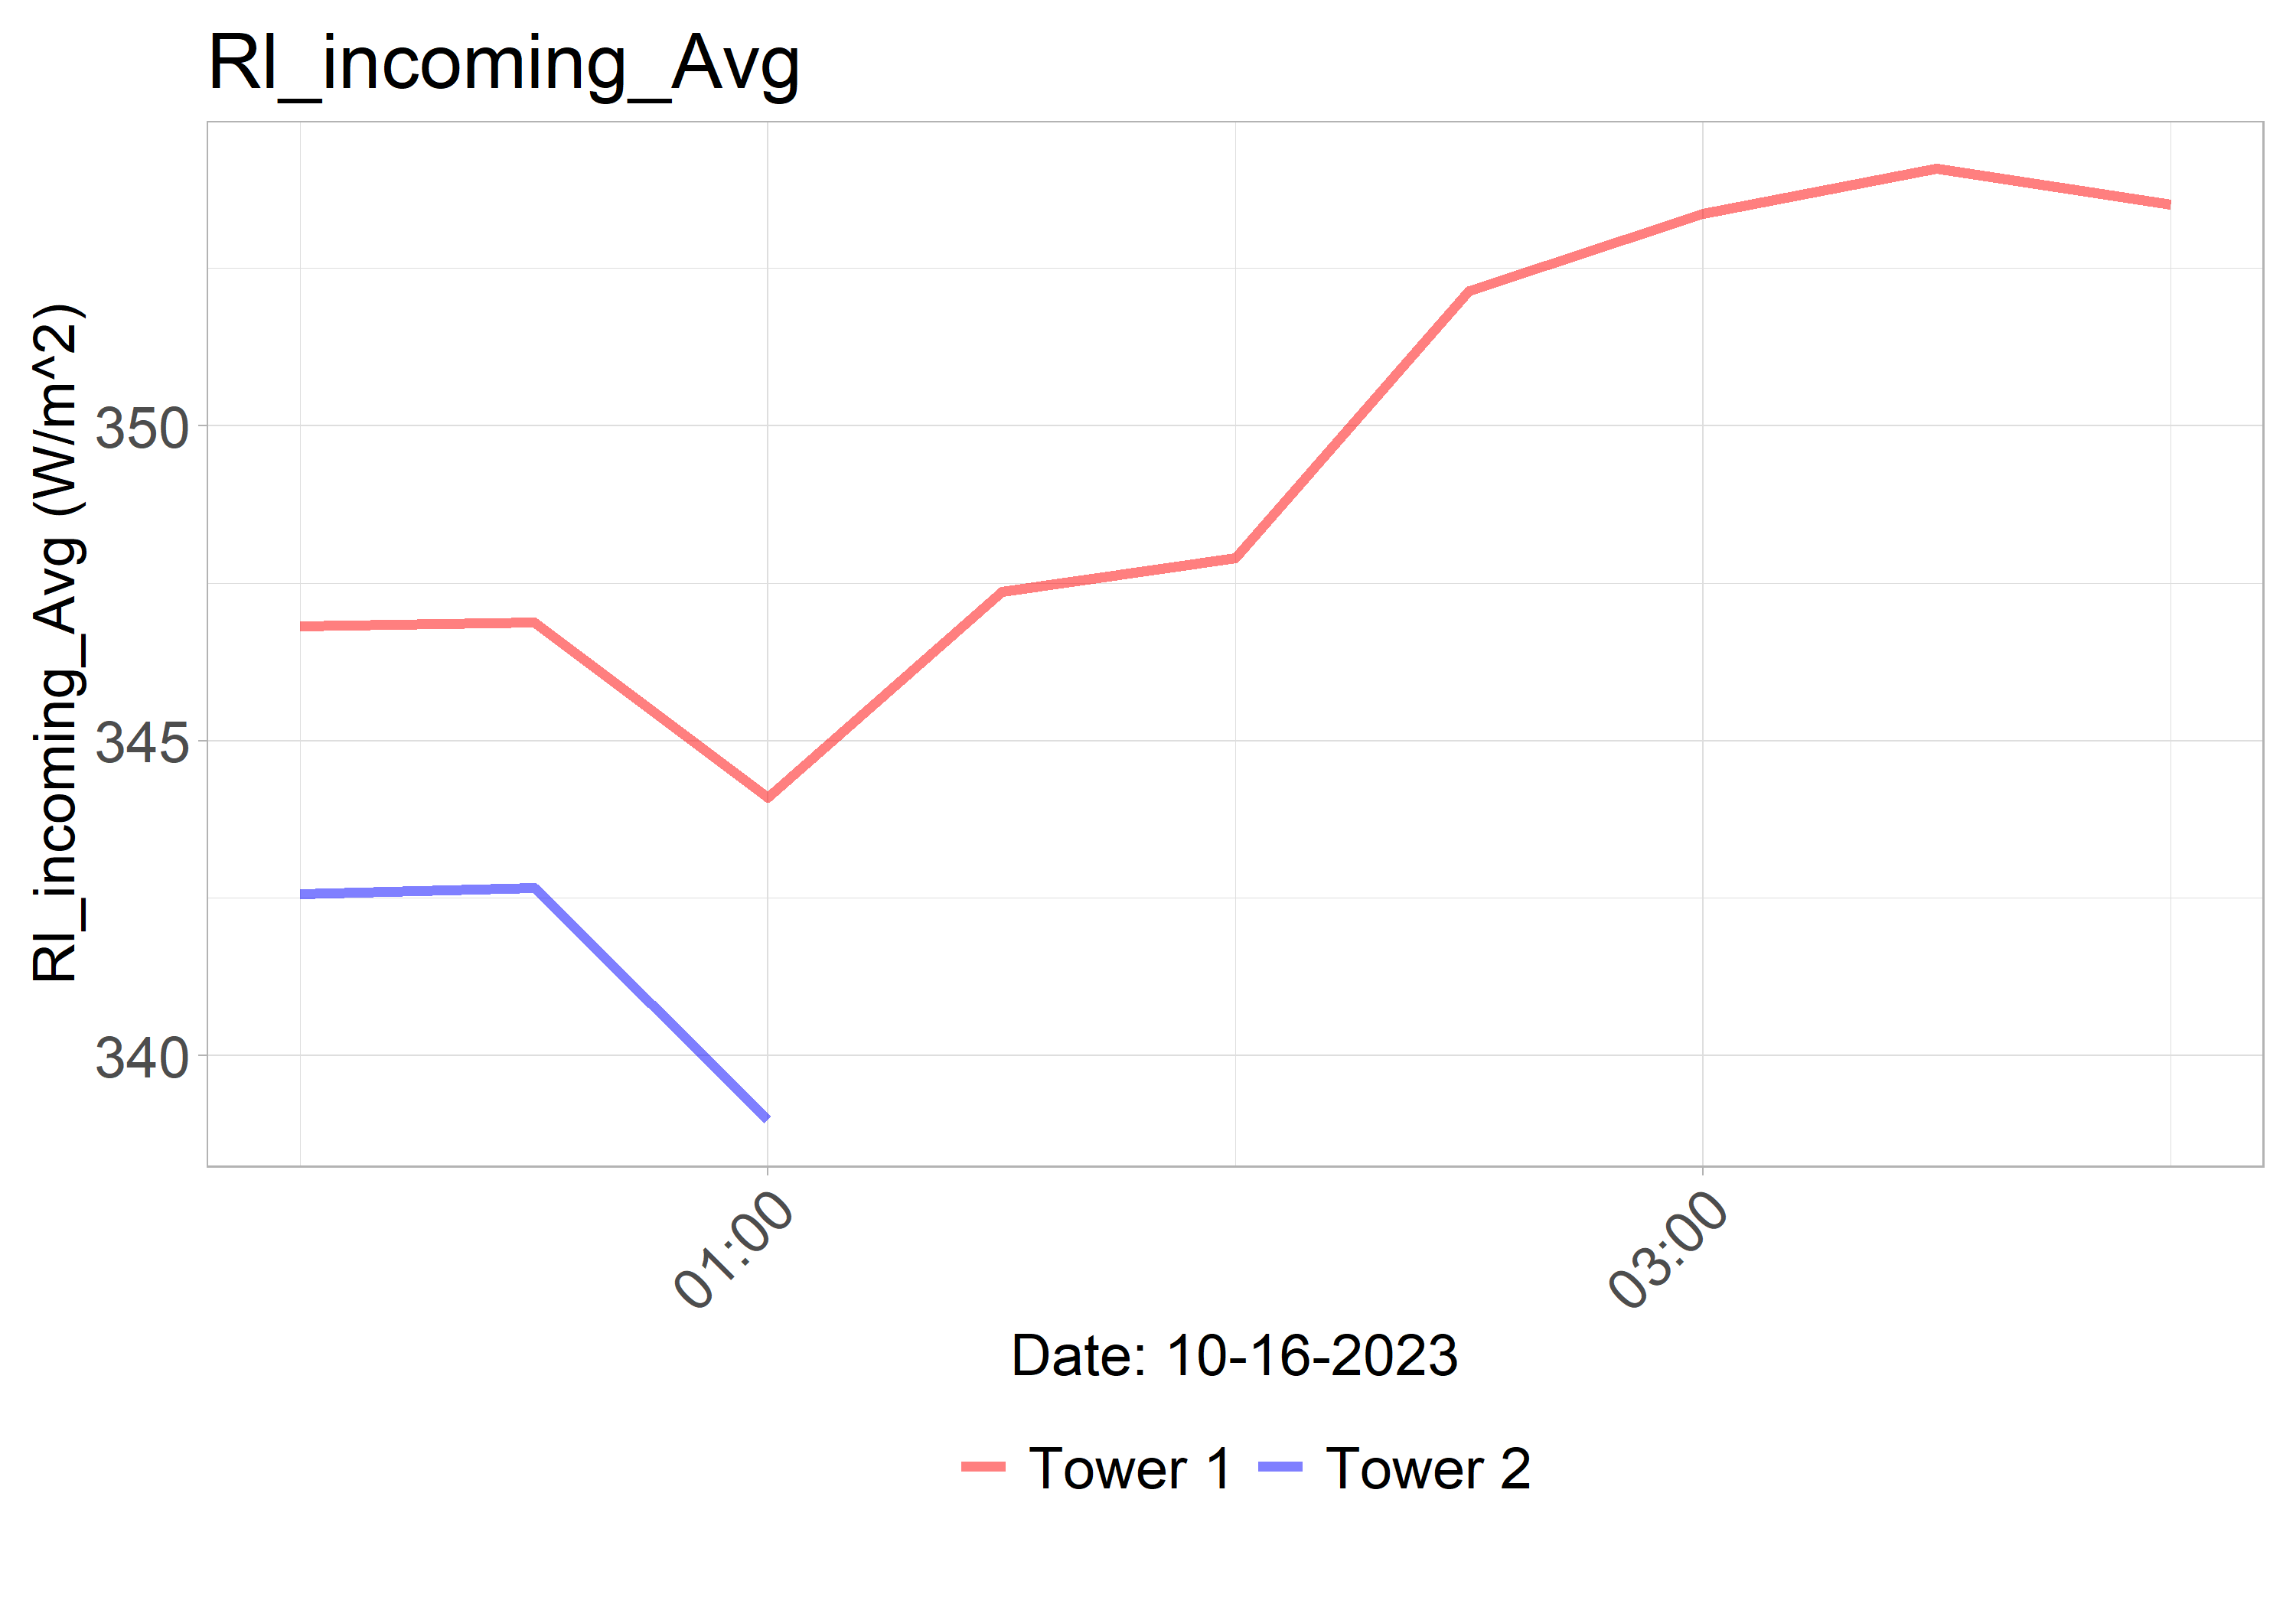 Rl_incoming_Avg
Rl_incoming_Avg (W/m^2)
350
345
340
01:00
03:00
Date: 10-16-2023
Tower 1
Tower 2